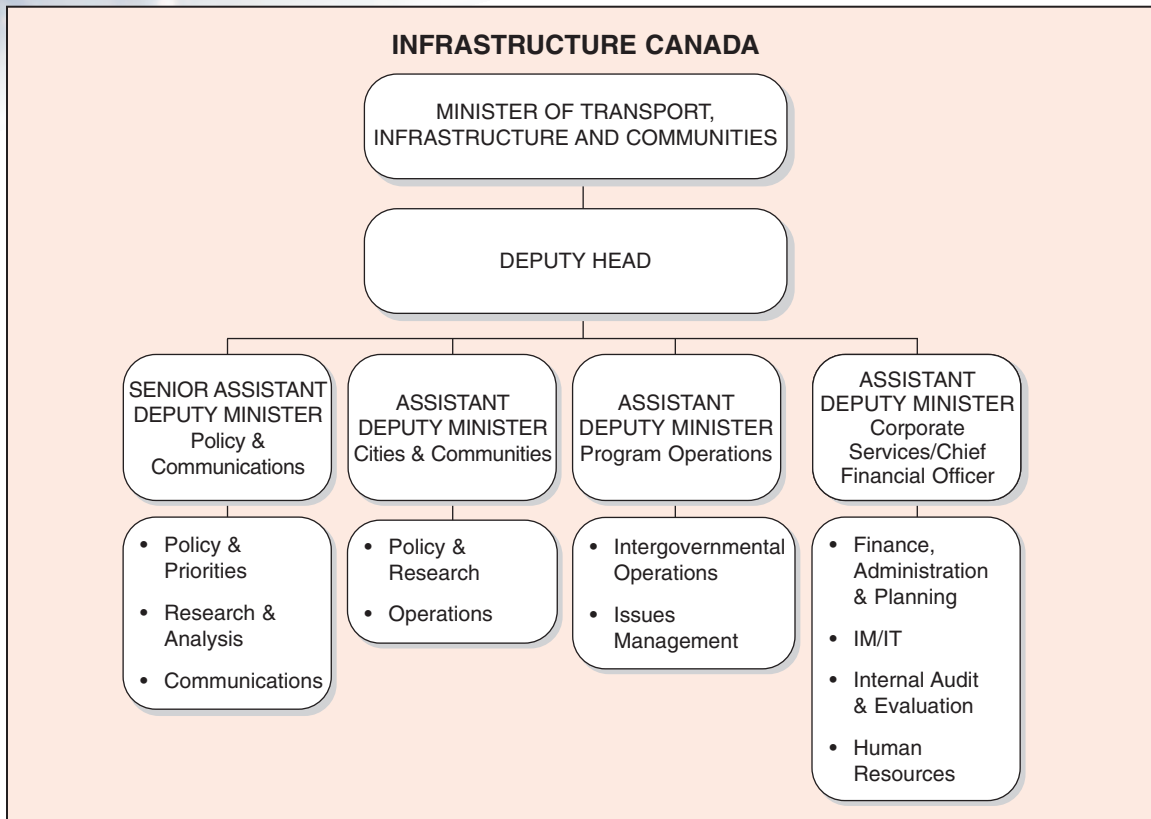 INFRASTRUCTURE CANADA
MINISTER OF TRANSPORT,
INFRASTRUCTURE AND COMMUNITIES
DEPUTY HEAD
SENIOR ASSISTANT
DEPUTY MINISTER
Policy &
Communications
ASSISTANT
DEPUTY MINISTER
Cities & Communities
ASSISTANT
DEPUTY MINISTER
Program Operations
ASSISTANT
DEPUTY MINISTER
Corporate
Services/Chief
Financial Officer
• Policy &
Priorities
• Research &
Analysis
• Communications
• Policy &
Research
• Operations
• Intergovernmental
Operations
• Issues
Management
• Finance,
Administration
& Planning
• IM/IT
• Internal Audit
& Evaluation
• Human
Resources